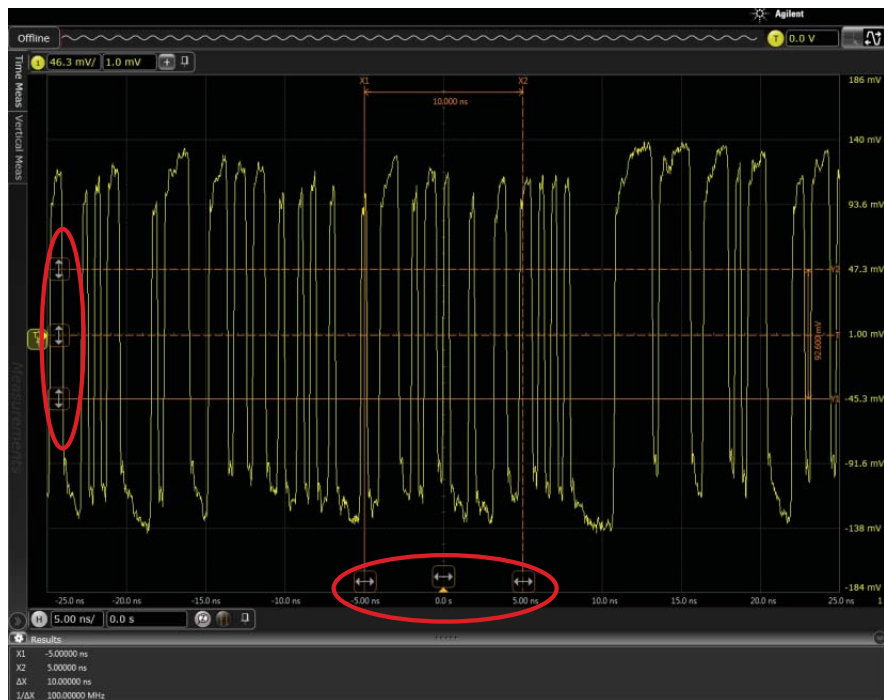 Agilent
Offline
T 0.0 V
1 46.3 mV/ 1.0 mV +
Time Meas
Vertical Meas
Measurements
X1 X2
10.000 ns
186 mV
140 mV
93.6 mV
47.3 mV
1.00 mV
-45.3 mV
-91.6 mV
-138 mV
-184 mV
Y2
T
Y1
92.600 mV
-25.0 ns -20.0 ns -15.0 ns -10.0 ns -5.00 ns 0.0 s 5.00 ns 10.0 ns 15.0 ns 20.0 ns 25.0 ns 1
H 5.00 ns/ 0.0 s
Results
X1 -5.00000 ns
X2 5.00000 ns
ΔX 10.00000 ns
1/ΔX 100.00000 MHz